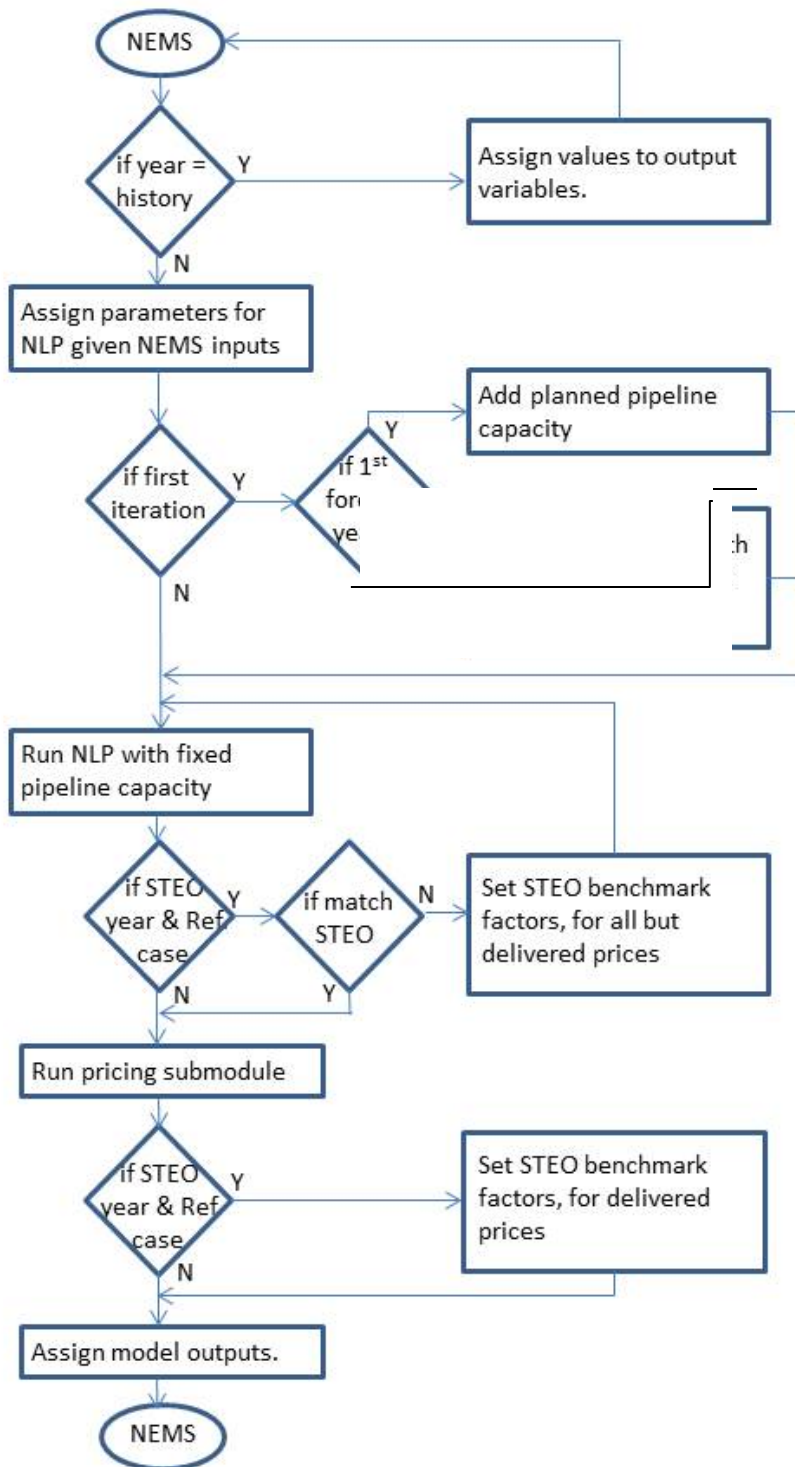 NEMS
if year =
history
Y
Assign values to output
variables.
N
Assign parameters for
NLP given NEMS inputs
if first
iteration
Y
if 1st
Y
Add planned pipeline
capacity
N
Run NLP with fixed
pipeline capacity
if STEO
year & Ref
case
Y
if match
STEO
N
Set STEO benchmark
factors, for all but
delivered prices
N
Y
Run pricing submodule
if STEO
year & Ref
case
Y
Set STEO benchmark
factors, for delivered
prices
N
Assign model outputs.
NEMS